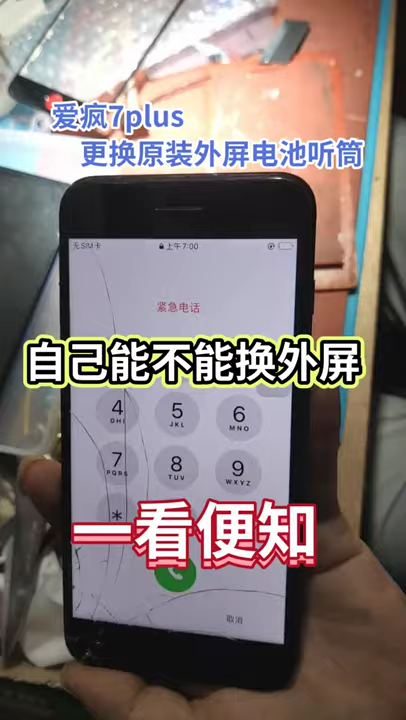 爱疯7plus
更换原装外屏电池听筒
无SIM卡
上午7:00
紧急电话
自己能不能换外屏
4
GHI
5
JKL
6
MNO
7
PQRS
8
TUV
9
WXYZ
*
一看便知
取消